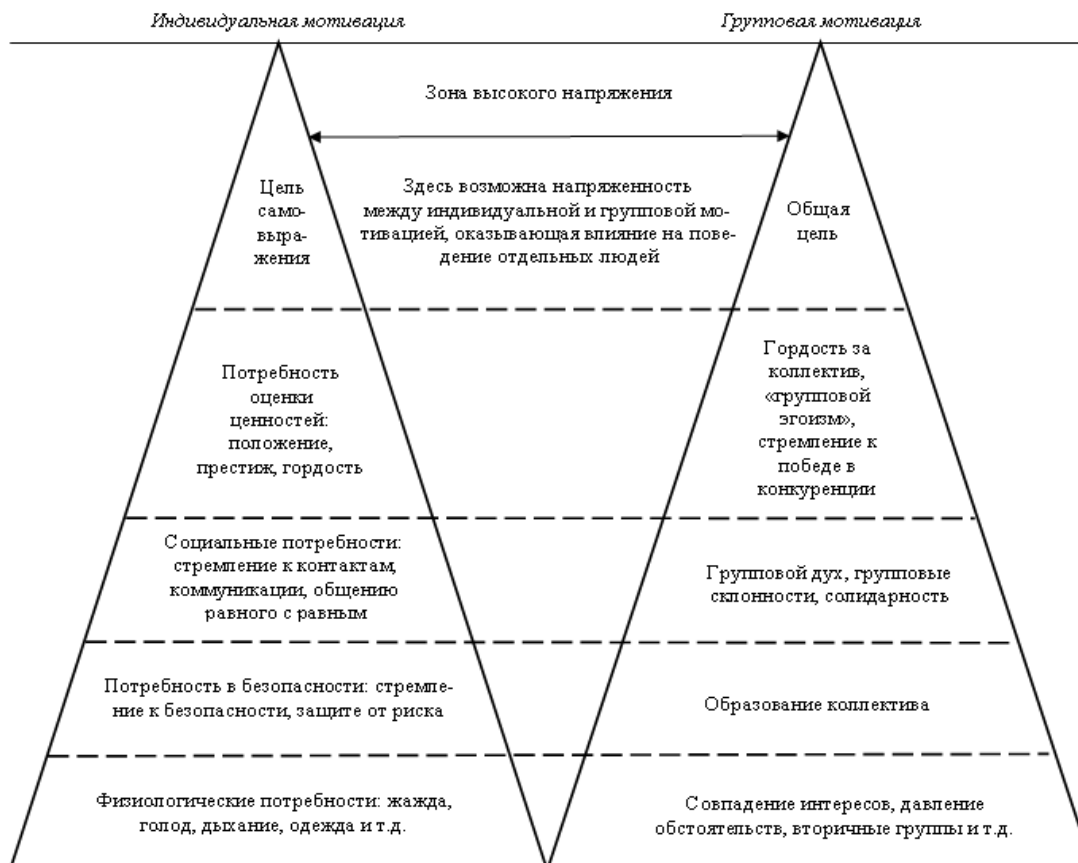 Индивидуальная мотивация
Групповая мотивация
Зона высокого напряжения
Цель
само-
выра-
жения
Здесь возможна напряженность
между индивидуальной и групповой мо-
тивацией, оказывающая влияние на пове-
дение отдельных людей
Общая
цель
Потребность
оценки
ценностей:
положение,
престиж, гордость
Гордость за
коллектив,
«групповой
эгоизм»,
стремление к
победе в
конкуренции
Социальные потребности:
стремление к контактам,
коммуникации, общению
равного с равным
Групповой дух, групповые
склонности, солидарность
Потребность в безопасности: стремле-
ние к безопасности, защите от риска
Образование коллектива
Физиологические потребности: жажда,
голод, дыхание, одежда и т.д.
Совпадение интересов, давление
обстоятельств, вторичные группы и т.д.